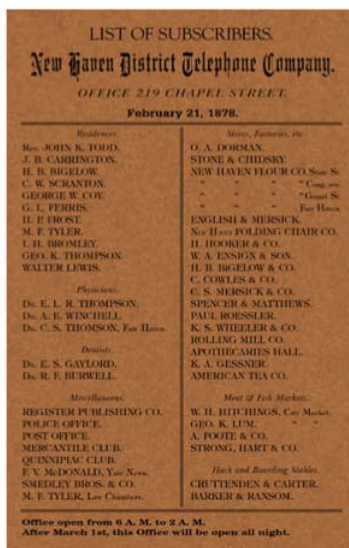 LIST OF SUBSCRIBERS.
New Haven District Telephone Company.
OFFICE 219 CHAPEL STREET.
February 21, 1878.
Residences.
Rev. JOHN E. TODD.
J. B. CARRINGTON.
H. B. BIGELOW.
C. W. SCRANTON.
GEORGE W. COY.
G. L. FERRIS.
H. P. FROST.
M. F. TYLER.
I. H. BROMLEY.
GEO. K. THOMPSON.
WALTER LEWIS.
Physicians.
Dr. E. L. R. THOMPSON.
Dr. A. E. WINCHELL.
Dr. C. S. THOMSON, Fair Haven.
Dentists.
Dr. E. S. GAYLORD.
Dr. R. F. BURWELL.
Miscellaneous.
REGISTER PUBLISHING CO.
POLICE OFFICE.
POST OFFICE.
MERCANTILE CLUB.
QUINNIPIAC CLUB.
F. V. McDONALD, Yale News.
SMEDLEY BROS. & CO.
M. F. TYLER, Law Chambers.
Stores, Factories, etc.
O. A. DORMAN.
STONE & CHIDSEY.
NEW HAVEN FLOUR CO. State St.
" " " " Cong. ave.
" " " " Grand St.
" " " Fair Haven.
ENGLISH & MERSICK.
New Haven FOLDING CHAIR CO.
H. HOOKER & CO.
W. A. ENSIGN & SON.
H. B. BIGELOW & CO.
C. COWLES & CO.
C. S. MERSICK & CO.
SPENCER & MATTHEWS.
PAUL ROESSLER.
E. S. WHEELER & CO.
ROLLING MILL CO.
APOTHECARIES HALL.
E. A. GESSNER.
AMERICAN TEA CO.
Meat & Fish Markets.
W. H. HITCHINGS, City Market.
GEO. E. LUM, " "
A. FOOTE & CO.
STRONG, HART & CO.
Hack and Boarding Stables.
CRUTTENDEN & CARTER.
BARKER & RANSOM.
Office open from 6 A. M. to 2 A. M.
After March 1st, this Office will be open all night.